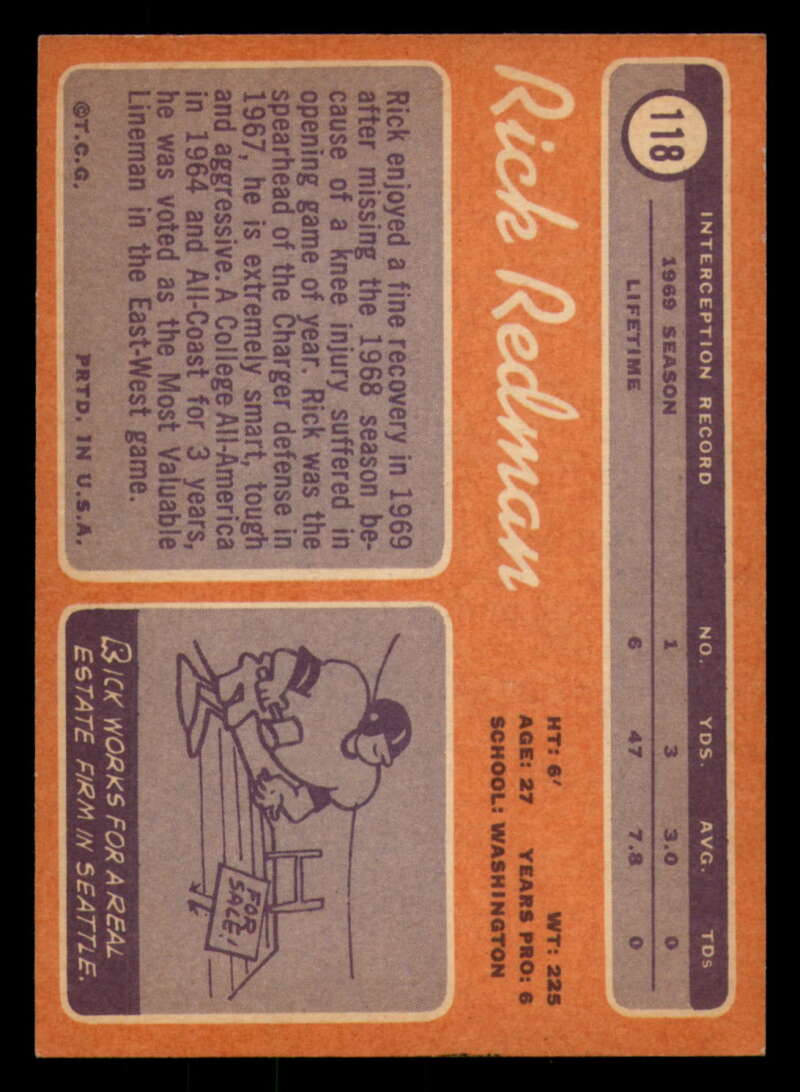 118
INTERCEPTION RECORD NO. YDS. AVG. TDs
1969 SEASON 1 3 3.0 0
LIFETIME 6 47 7.8 0
Rick Redman
HT: 6' WT: 225
AGE: 27 YEARS PRO: 6
SCHOOL: WASHINGTON
Rick enjoyed a fine recovery in 1969
after missing the 1968 season be-
cause of a knee injury suffered in
opening game of year. Rick was the
spearhead of the Charger defense in
1967, he is extremely smart, tough
and aggressive. A College All-America
in 1964 and All-Coast for 3 years,
he was voted as the Most Valuable
Lineman in the East-West game.
©T.C.G. PRTD. IN U.S.A.
FOR
SALE!
RICK WORKS FOR A REAL
ESTATE FIRM IN SEATTLE.